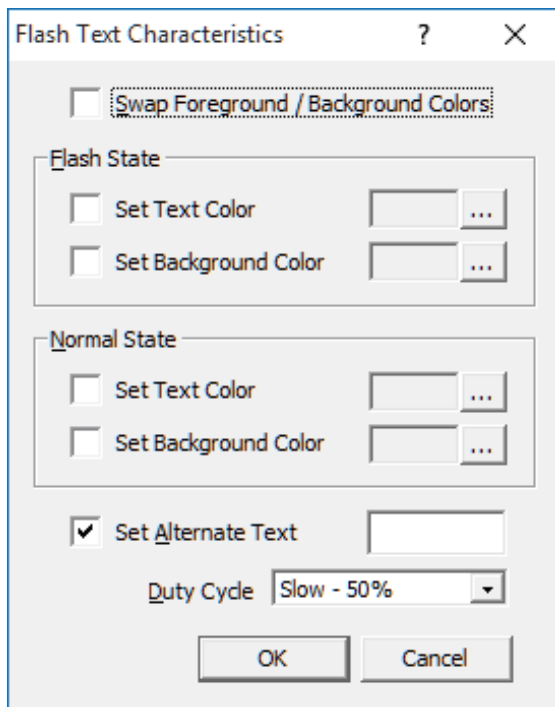 Flash Text Characteristics ?
Swap Foreground / Background Colors
Flash State
Set Text Color ...
Set Background Color ...
Normal State
Set Text Color ...
Set Background Color ...
Set Alternate Text
Duty Cycle Slow - 50%
OK Cancel